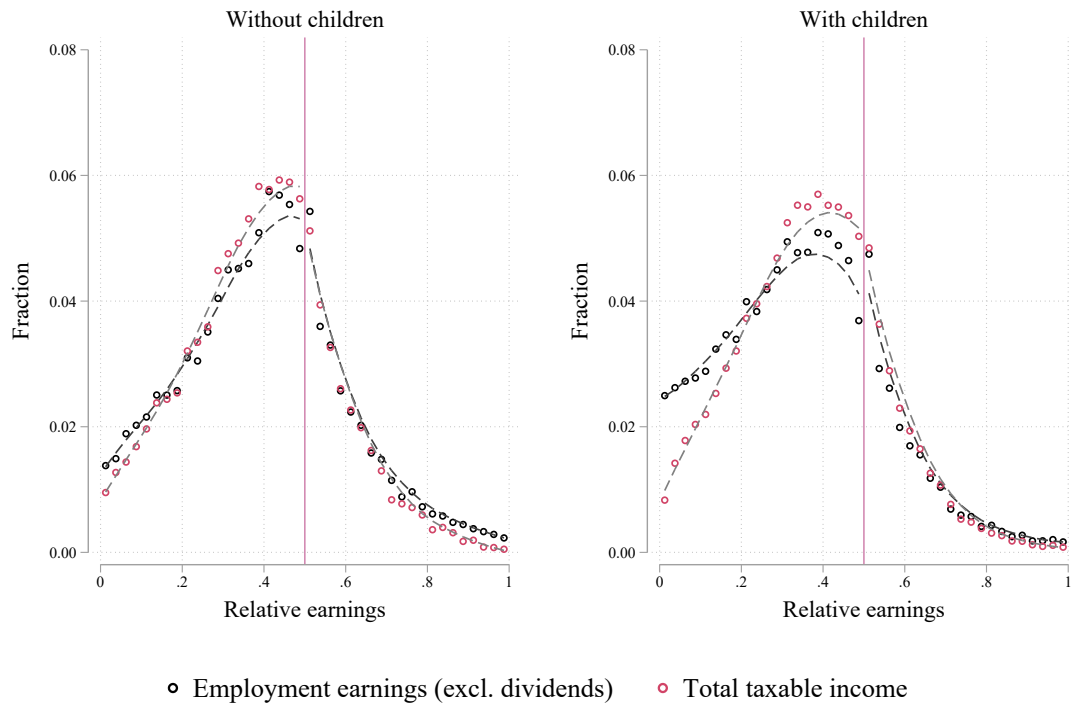 Without children
0.08
0.06
0.04
0.02
0.00
Fraction
0
.2
.4
.6
.8
1
Relative earnings
With children
0.08
0.06
0.04
0.02
0.00
Fraction
0
.2
.4
.6
.8
1
Relative earnings
Employment earnings (excl. dividends)
Total taxable income